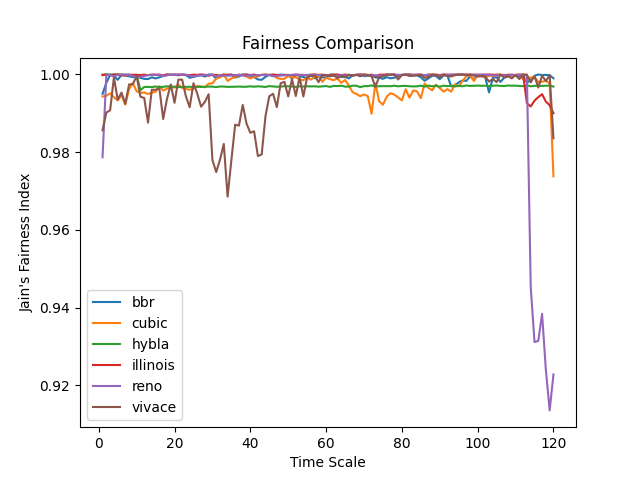 Fairness Comparison
Jain's Fairness Index
1.00
0.98
0.96
0.94
0.92
bbr
cubic
hybla
illinois
reno
vivace
0 20 40 60 80 100 120
Time Scale